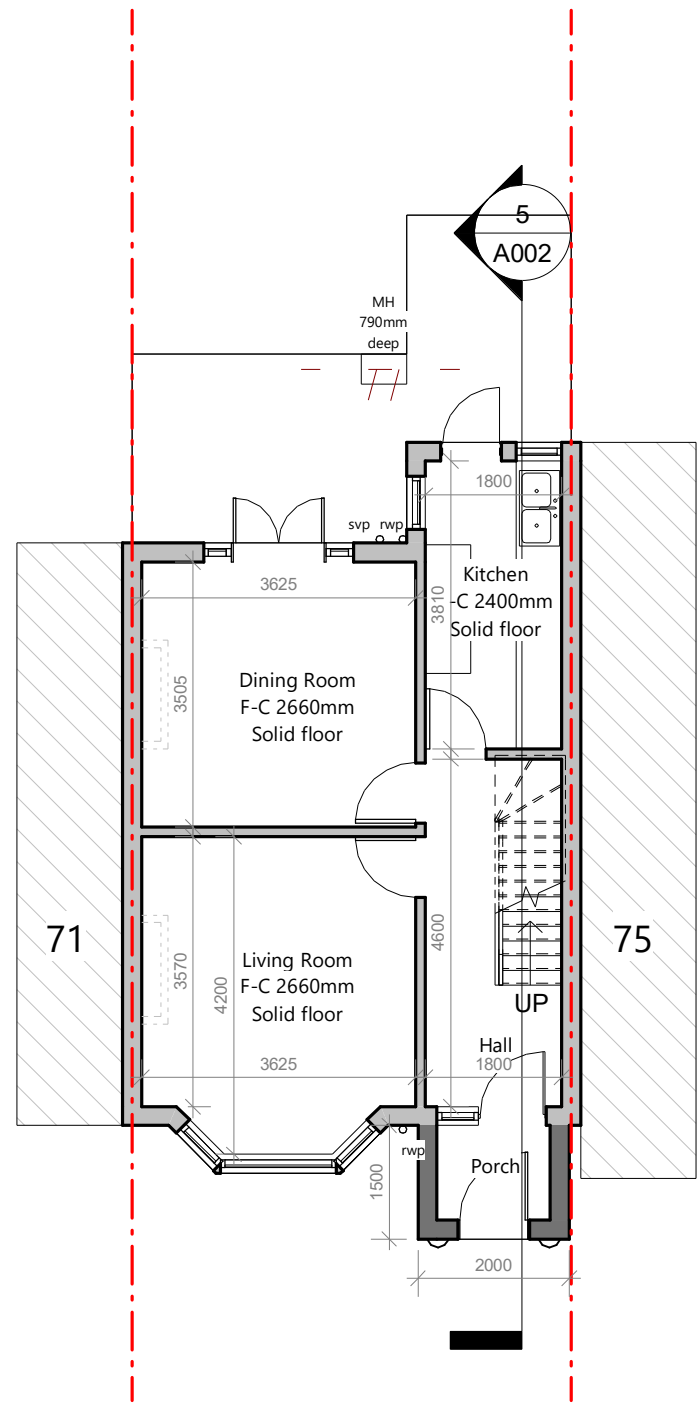 5
A002
MH
790mm
deep
1800
svp rwp
3625
Kitchen
-C 2400mm
Solid floor
3810
3505
Dining Room
F-C 2660mm
Solid floor
71
75
3570
4200
4600
Living Room
F-C 2660mm
Solid floor
UP
Hall
3625
1800
rwp
1500
Porch
2000